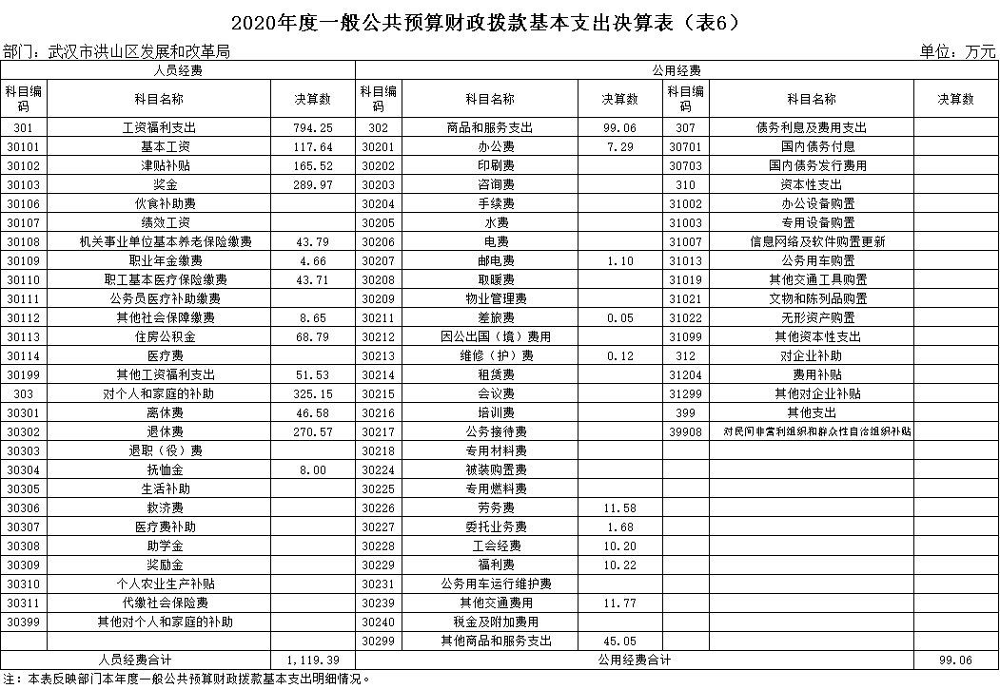 2020年度一般公共预算财政拨款基本支出决算表（表6）
部门：武汉市洪山区发展和改革局 单位：万元
人员经费 公用经费
科目编码 科目名称 决算数 科目编码 科目名称 决算数 科目编码 科目名称 决算数
301 工资福利支出 794.25 302 商品和服务支出 99.06 307 债务利息及费用支出
30101 基本工资 117.64 30201 办公费 7.29 30701 国内债务付息
30102 津贴补贴 165.52 30202 印刷费 30703 国内债务发行费用
30103 奖金 289.97 30203 咨询费 310 资本性支出
30106 伙食补助费 30204 手续费 31002 办公设备购置
30107 绩效工资 30205 水费 31003 专用设备购置
30108 机关事业单位基本养老保险缴费 43.79 30206 电费 31007 信息网络及软件购置更新
30109 职业年金缴费 4.66 30207 邮电费 1.10 31013 公务用车购置
30110 职工基本医疗保险缴费 43.71 30208 取暖费 31019 其他交通工具购置
30111 公务员医疗补助缴费 30209 物业管理费 31021 文物和陈列品购置
30112 其他社会保障缴费 8.65 30211 差旅费 0.05 31022 无形资产购置
30113 住房公积金 68.79 30212 因公出国（境）费用 31099 其他资本性支出
30114 医疗费 30213 维修（护）费 0.12 312 对企业补助
30199 其他工资福利支出 51.53 30214 租赁费 31204 费用补贴
303 对个人和家庭的补助 325.15 30215 会议费 31299 其他对企业补贴
30301 离休费 46.58 30216 培训费 399 其他支出
30302 退休费 270.57 30217 公务接待费 39908 对民间非营利组织和群众性自治组织补贴
30303 退职（役）费 30218 专用材料费
30304 抚恤金 8.00 30224 被装购置费
30305 生活补助 30225 专用燃料费
30306 救济费 30226 劳务费 11.58
30307 医疗费补助 30227 委托业务费 1.68
30308 助学金 30228 工会经费 10.20
30309 奖励金 30229 福利费 10.22
30310 个人农业生产补贴 30231 公务用车运行维护费
30311 代缴社会保险费 30239 其他交通费用 11.77
30399 其他对个人和家庭的补助 30240 税金及附加费用
30299 其他商品和服务支出 45.05
人员经费合计 1,119.39 公用经费合计 99.06
注：本表反映部门本年度一般公共预算财政拨款基本支出明细情况。